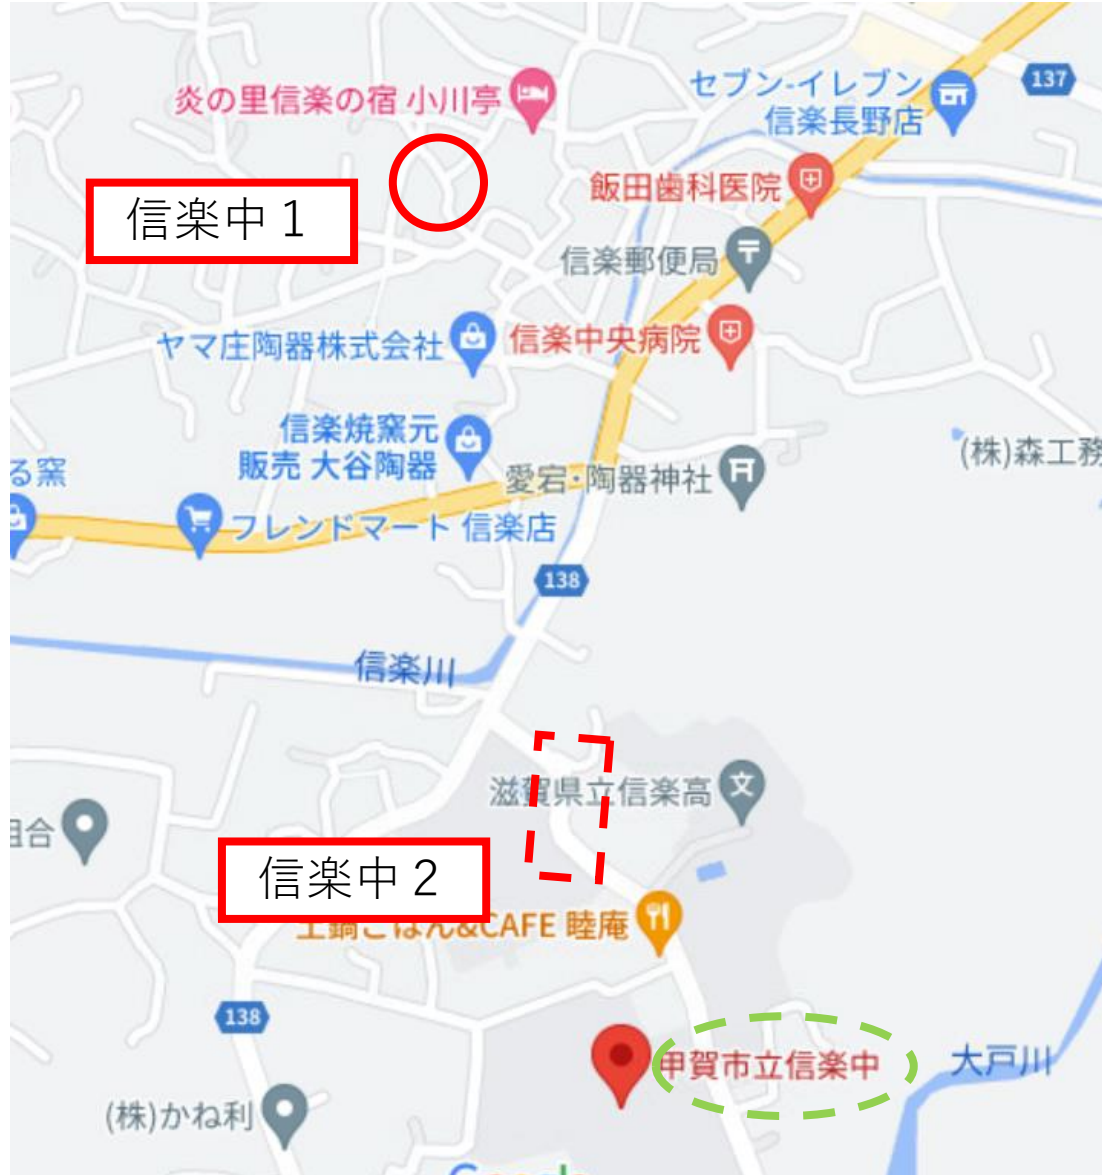 炎の里信楽の宿 小川亭
セブン-イレブン
信楽長野店
137
飯田歯科医院
信楽中１
信楽郵便局
ヤマ庄陶器株式会社
信楽中央病院
信楽焼窯元
販売 大谷陶器
(株)森工務
る窯
愛宕・陶器神社
フレンドマート 信楽店
138
信楽川
滋賀県立信楽高
組合
信楽中２
土鍋ごはん&CAFE 睦庵
138
甲賀市立信楽中
大戸川
(株)かね利